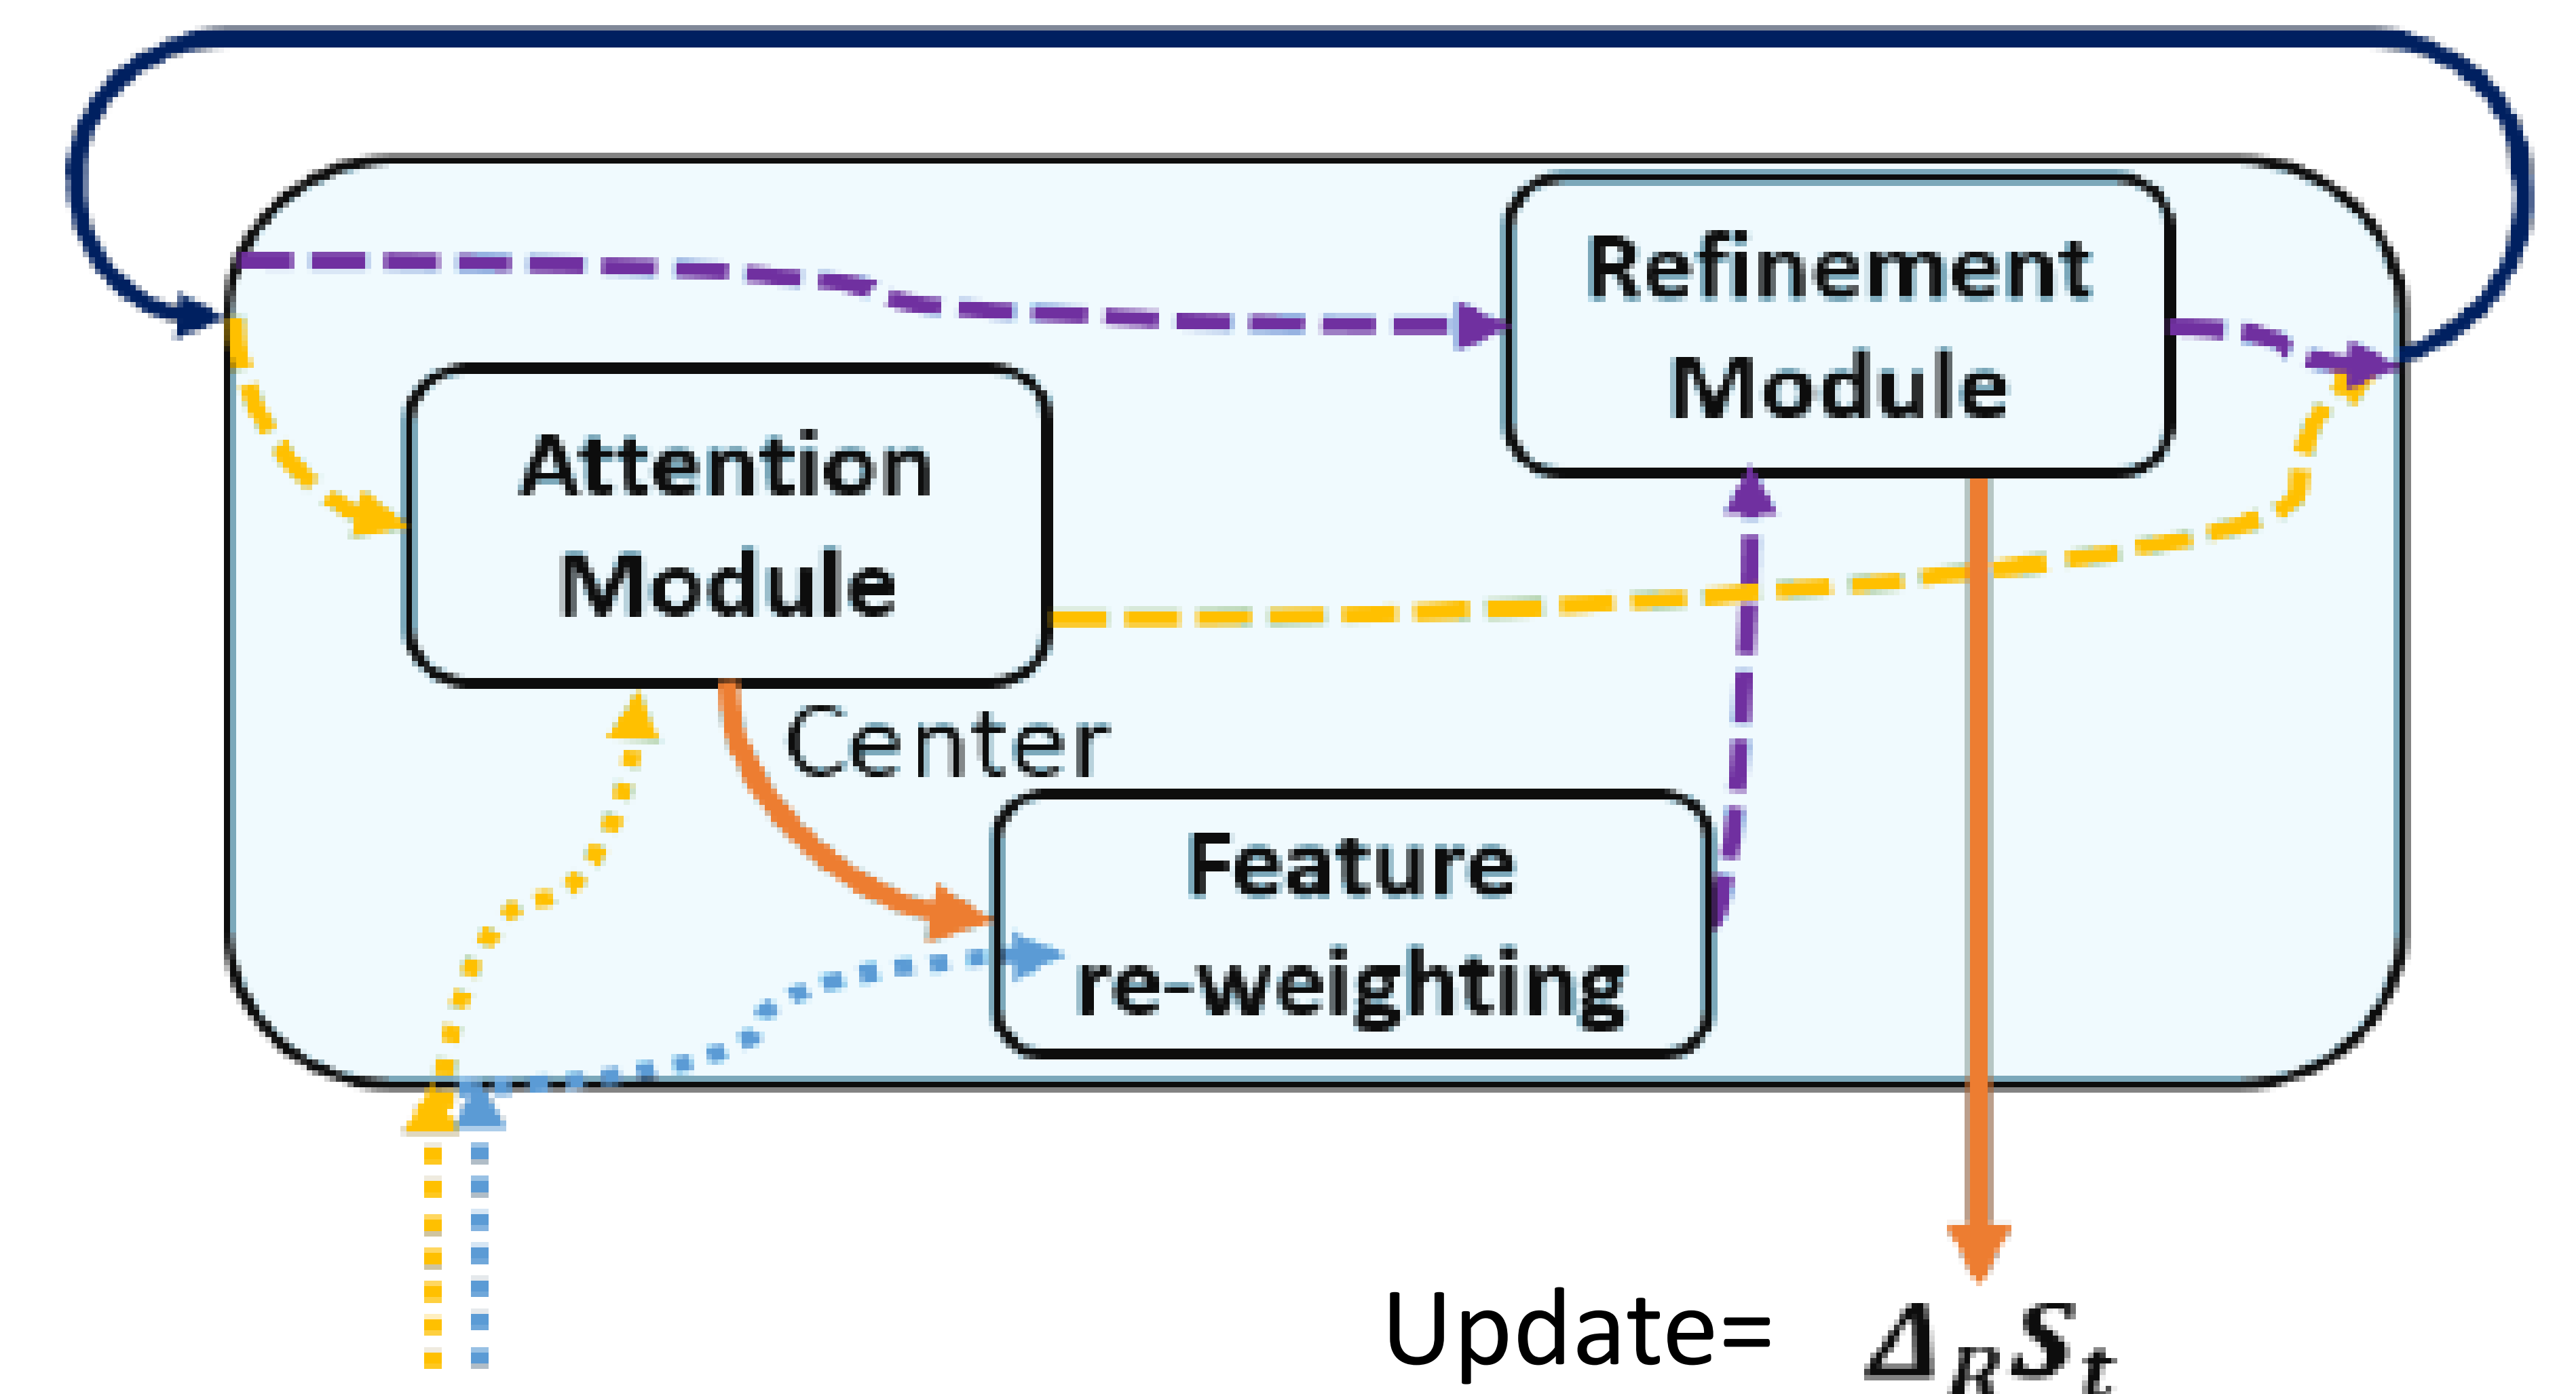 Refinement
Module
Attention
Module
Center
Feature
re-weighting
Update= Δ_R S_t